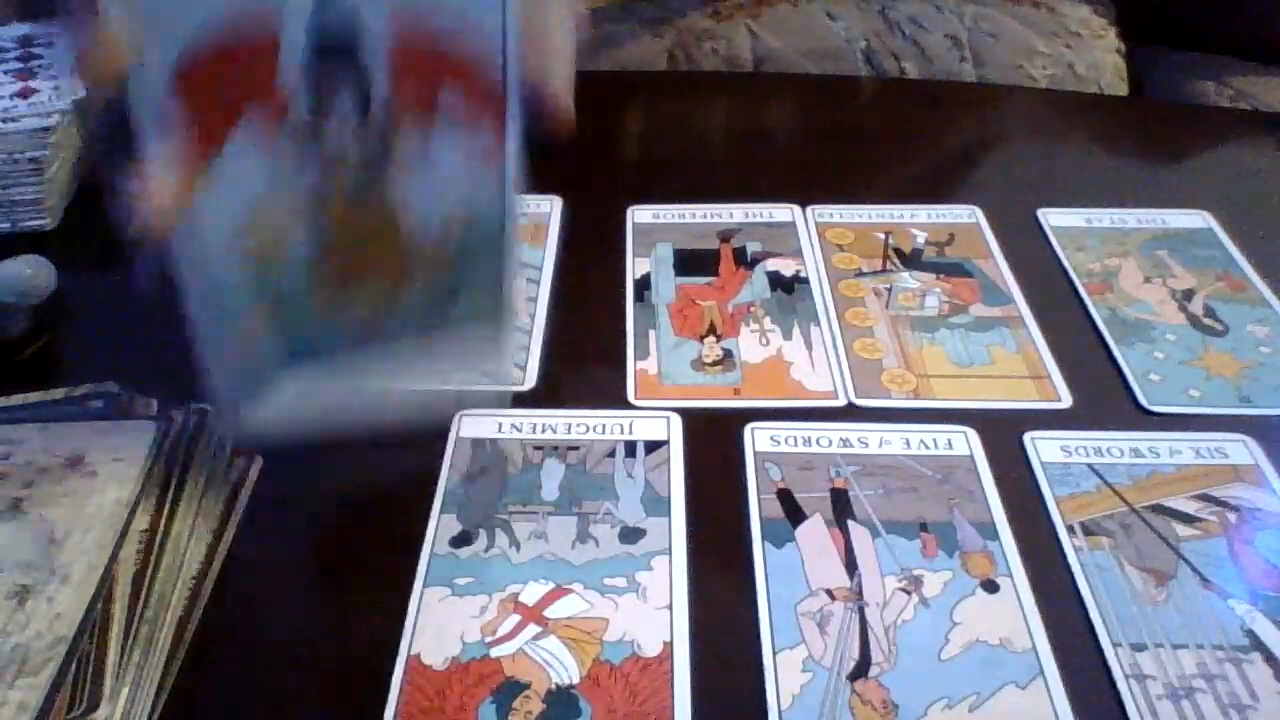 THE EMPEROR
EIGHT of PENTACLES
THE STAR
JUDGEMENT
FIVE of SWORDS
SIX of SWORDS